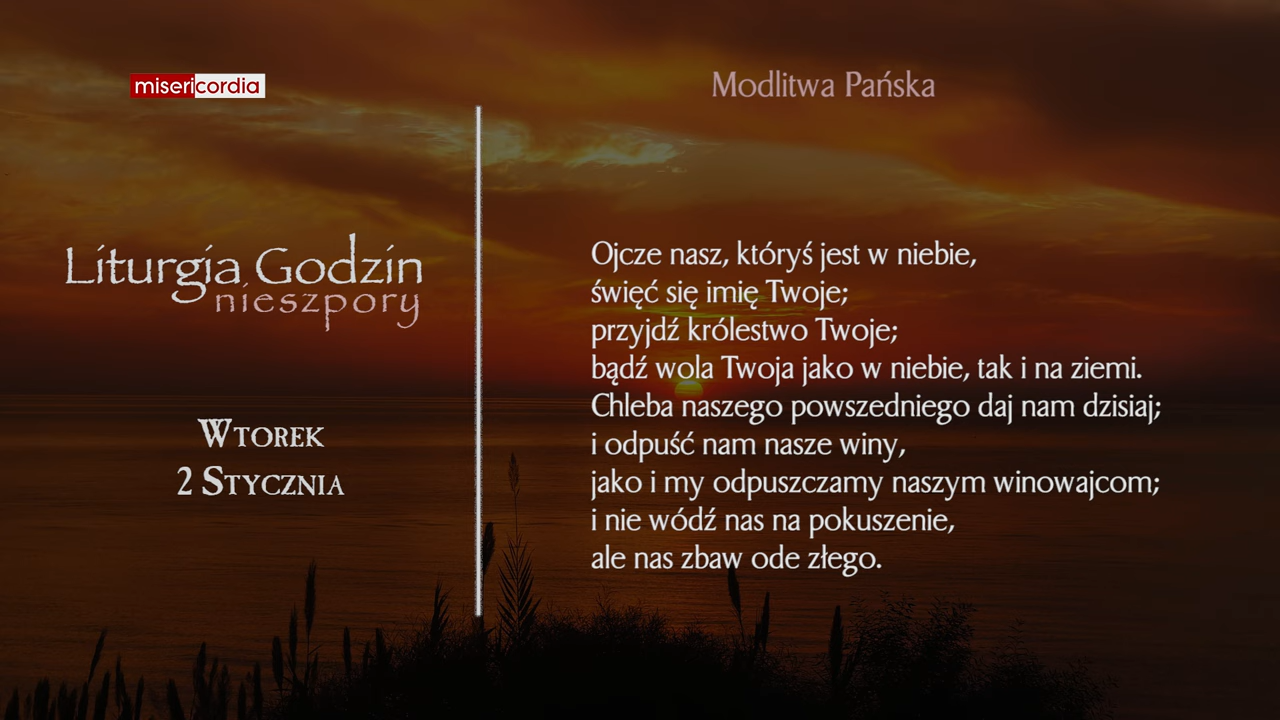 misericordia
Liturgia Godzin
nieszpory
Wtorek
2 Stycznia
Modlitwa Pańska
Ojcze nasz, któryś jest w niebie,
święć się imię Twoje;
przyjdź królestwo Twoje;
bądź wola Twoja jako w niebie, tak i na ziemi.
Chleba naszego powszedniego daj nam dzisiaj;
i odpuść nam nasze winy,
jako i my odpuszczamy naszym winowajcom;
i nie wódź nas na pokuszenie,
ale nas zbaw ode złego.